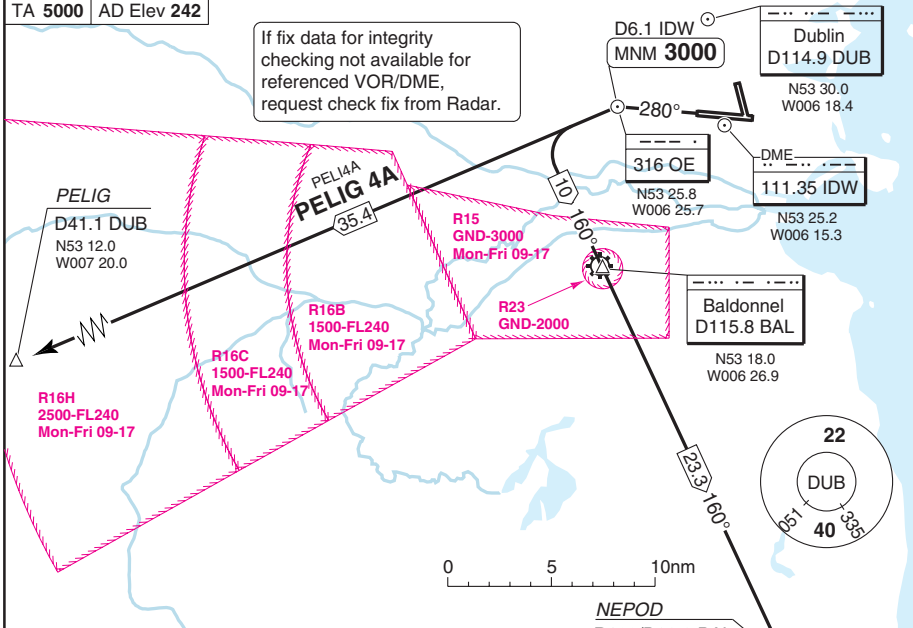 TA 5000 AD Elev 242
If fix data for integrity
checking not available for
referenced VOR/DME,
request check fix from Radar.
D6.1 IDW
MNM 3000
Dublin
D114.9 DUB
N53 30.0
W006 18.4
280°
316 OE
N53 25.8
W006 25.7
DME
111.35 IDW
N53 25.2
W006 15.3
PELI4A
PELIG 4A
35.4
10
160°
PELIG
D41.1 DUB
N53 12.0
W007 20.0
R15
GND-3000
Mon-Fri 09-17
R23
GND-2000
Baldonnel
D115.8 BAL
N53 18.0
W006 26.9
R16B
1500-FL240
Mon-Fri 09-17
R16C
1500-FL240
Mon-Fri 09-17
R16H
2500-FL240
Mon-Fri 09-17
23.3
160°
22
DUB
051
335
40
0 5 10nm
NEPOD